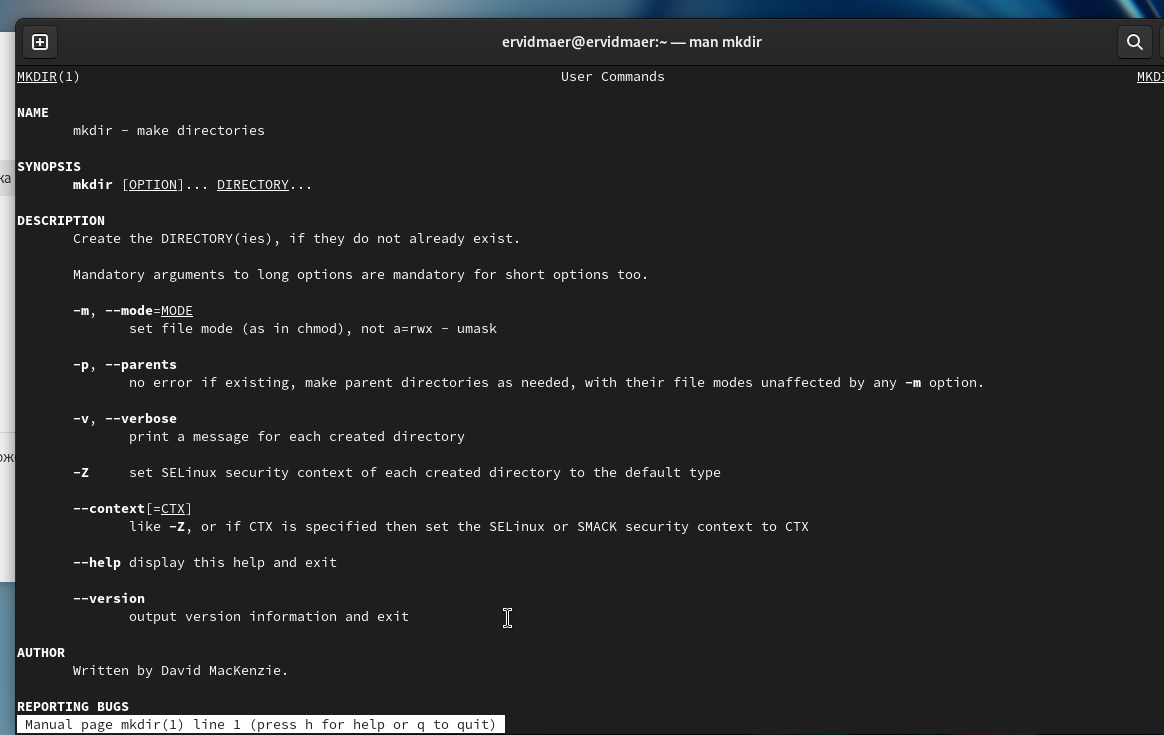 ervidmaer@ervidmaer:~ — man mkdir
MKDIR(1) User Commands MKDI
NAME
mkdir - make directories
SYNOPSIS
mkdir [OPTION]... DIRECTORY...
DESCRIPTION
Create the DIRECTORY(ies), if they do not already exist.
Mandatory arguments to long options are mandatory for short options too.
-m, --mode=MODE
set file mode (as in chmod), not a=rwx - umask
-p, --parents
no error if existing, make parent directories as needed, with their file modes unaffected by any -m option.
-v, --verbose
print a message for each created directory
-Z set SELinux security context of each created directory to the default type
--context[=CTX]
like -Z, or if CTX is specified then set the SELinux or SMACK security context to CTX
--help display this help and exit
--version
output version information and exit
AUTHOR
Written by David MacKenzie.
REPORTING BUGS
Manual page mkdir(1) line 1 (press h for help or q to quit)